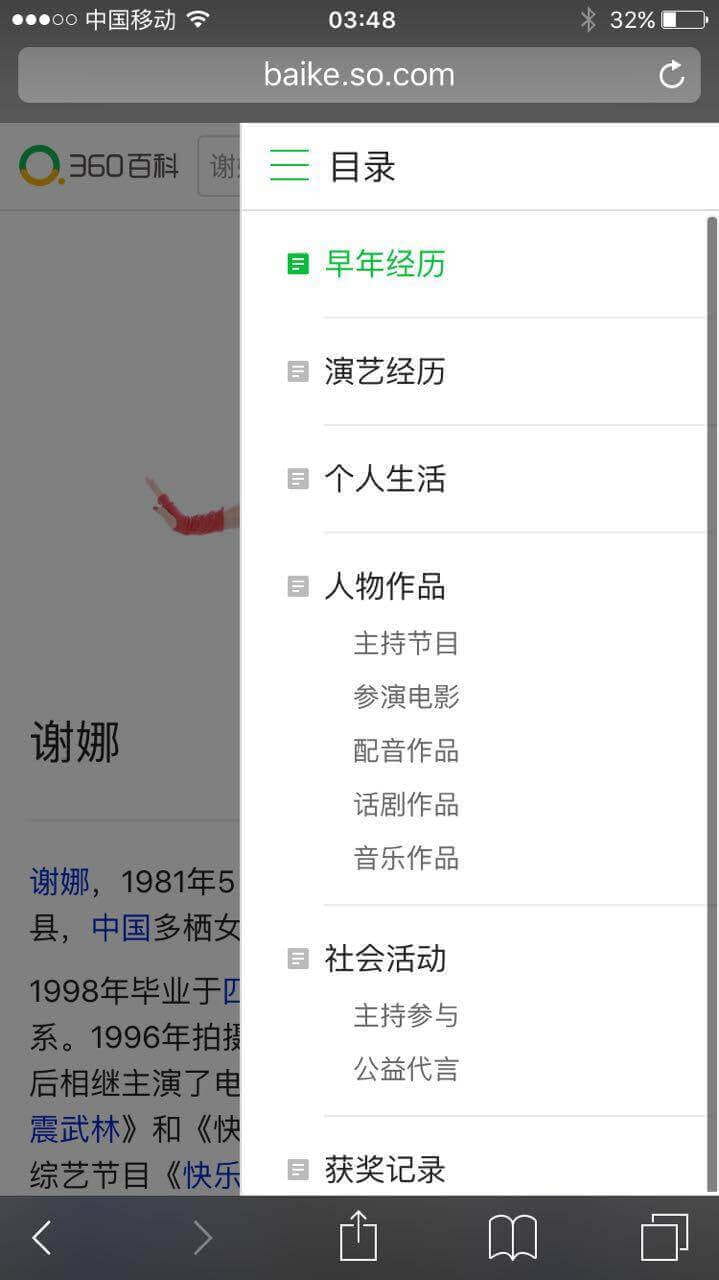 中国移动 03:48 32%
baike.so.com
360百科 谢
目录
早年经历
演艺经历
个人生活
人物作品
主持节目
参演电影
配音作品
话剧作品
音乐作品
社会活动
主持参与
公益代言
获奖记录
谢娜
谢娜，1981年5
县，中国多栖女
1998年毕业于四
系。1996年拍摄
后相继主演了电
震武林》和《快
综艺节目《快乐